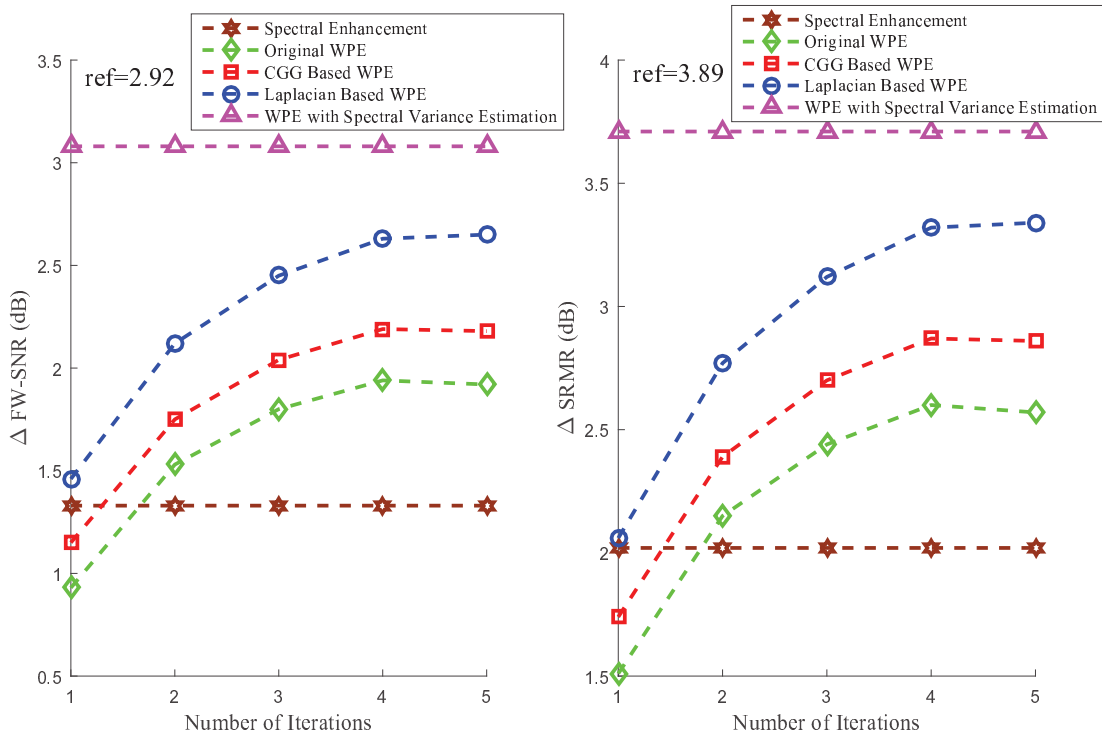 Spectral Enhancement
Original WPE
CGG Based WPE
Laplacian Based WPE
WPE with Spectral Variance Estimation
ref=2.92
3.5
3
2.5
2
1.5
1
0.5
Δ FW-SNR (dB)
1 2 3 4 5
Number of Iterations
Spectral Enhancement
Original WPE
CGG Based WPE
Laplacian Based WPE
WPE with Spectral Variance Estimation
ref=3.89
4
3.5
3
2.5
2
1.5
Δ SRMR (dB)
1 2 3 4 5
Number of Iterations